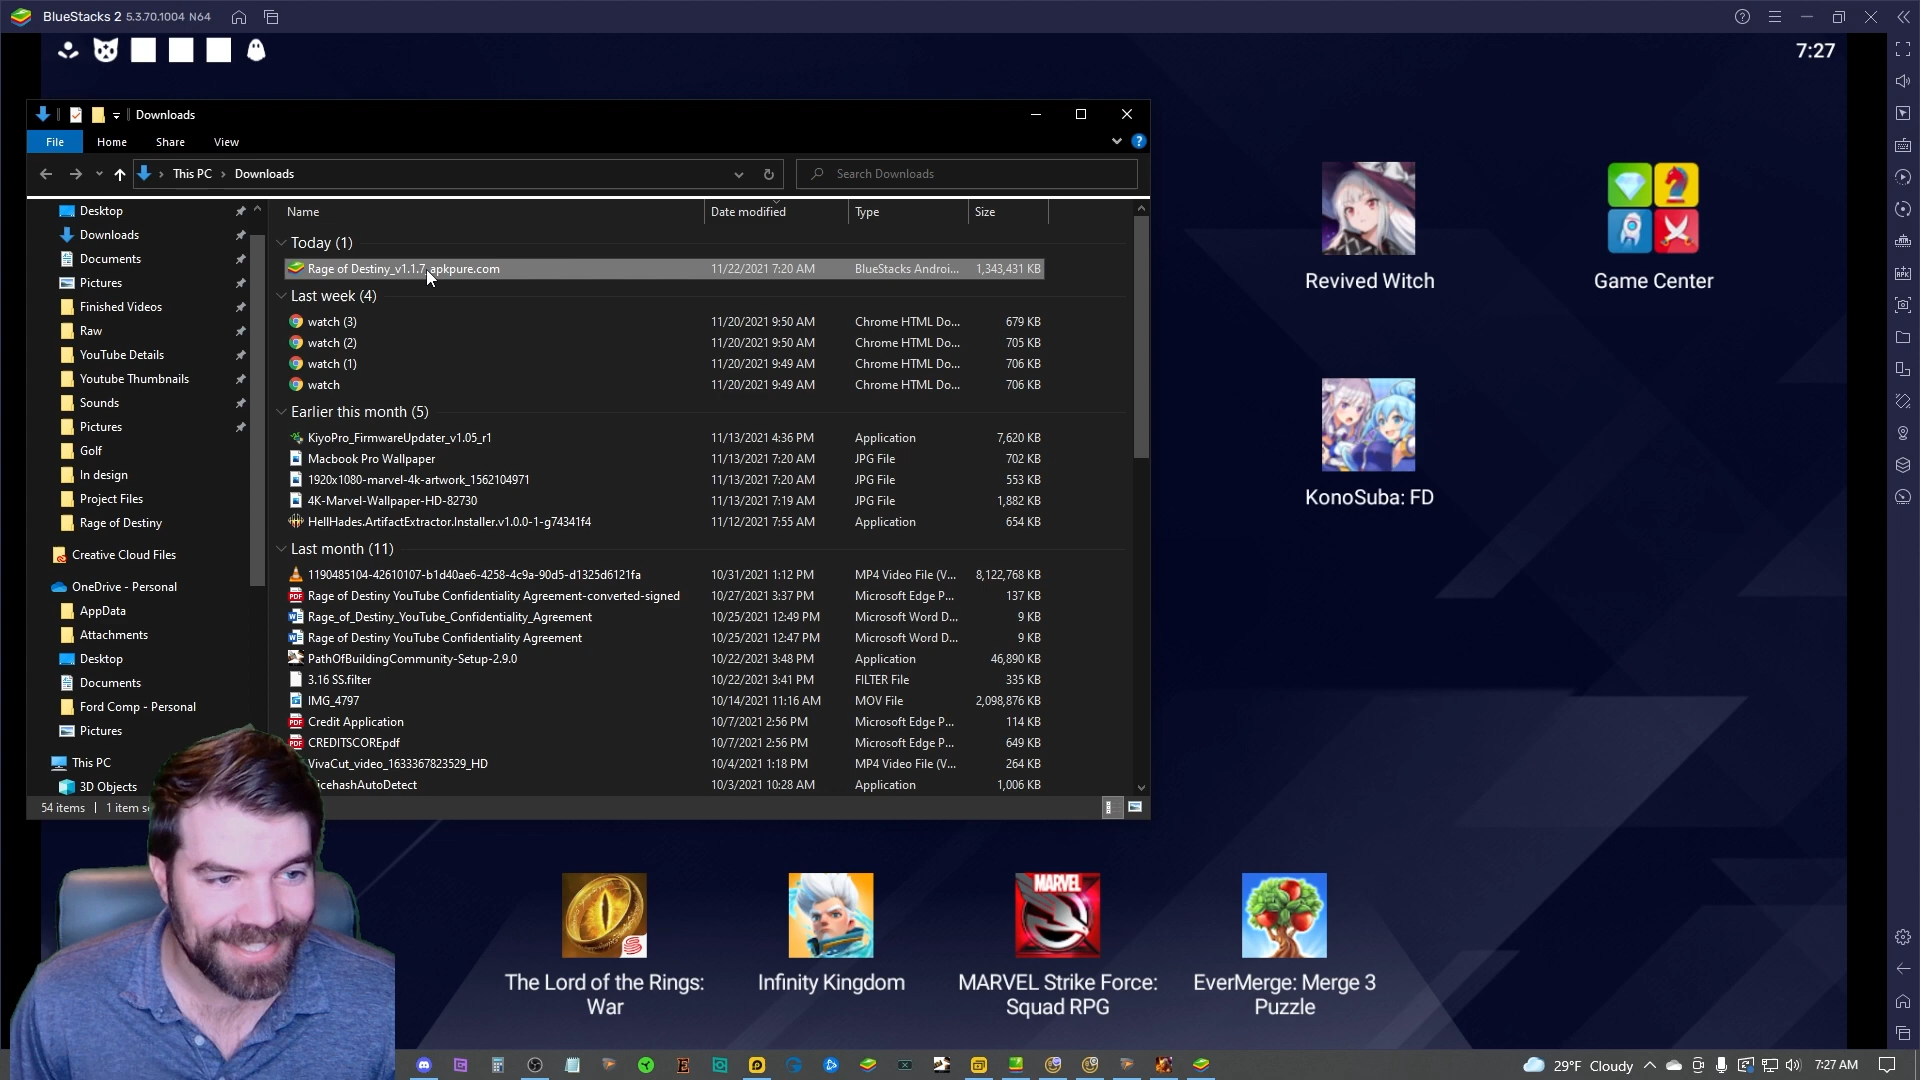 BlueStacks 2 5.3.70.1004 N64
7:27
Downloads
File Home Share View
This PC Downloads
Search Downloads
Name Date modified Type Size
Desktop
Downloads
Documents
Pictures
Finished Videos
Raw
YouTube Details
Youtube Thumbnails
Sounds
Pictures
Golf
In design
Project Files
Rage of Destiny
Creative Cloud Files
OneDrive - Personal
AppData
Attachments
Desktop
Documents
Ford Comp - Personal
Pictures
This PC
3D Objects
Today (1)
Rage of Destiny_v1.1.7_apkpure.com 11/22/2021 7:20 AM BlueStacks Androi... 1,343,431 KB
Last week (4)
watch (3) 11/20/2021 9:50 AM Chrome HTML Do... 679 KB
watch (2) 11/20/2021 9:50 AM Chrome HTML Do... 705 KB
watch (1) 11/20/2021 9:49 AM Chrome HTML Do... 706 KB
watch 11/20/2021 9:49 AM Chrome HTML Do... 706 KB
Earlier this month (5)
KiyoPro_FirmwareUpdater_v1.05_r1 11/13/2021 4:36 PM Application 7,620 KB
Macbook Pro Wallpaper 11/13/2021 7:20 AM JPG File 702 KB
1920x1080-marvel-4k-artwork_1562104971 11/13/2021 7:20 AM JPG File 553 KB
4K-Marvel-Wallpaper-HD-82730 11/13/2021 7:19 AM JPG File 1,882 KB
HellHades.ArtifactExtractor.Installer.v1.0.0-1-g74341f4 11/12/2021 7:55 AM Application 654 KB
Last month (11)
1190485104-42610107-b1d40ae6-4258-4c9a-90d5-d1325d6121fa 10/31/2021 1:12 PM MP4 Video File (V... 8,122,768 KB
Rage of Destiny YouTube Confidentiality Agreement-converted-signed 10/27/2021 3:37 PM Microsoft Edge P... 137 KB
Rage_of_Destiny_YouTube_Confidentiality_Agreement 10/25/2021 12:49 PM Microsoft Word D... 9 KB
Rage of Destiny YouTube Confidentiality Agreement 10/25/2021 12:47 PM Microsoft Word D... 9 KB
PathOfBuildingCommunity-Setup-2.9.0 10/22/2021 3:48 PM Application 46,890 KB
3.16 SS.filter 10/22/2021 3:41 PM FILTER File 335 KB
IMG_4797 10/14/2021 11:16 AM MOV File 2,098,876 KB
Credit Application 10/7/2021 2:56 PM Microsoft Edge P... 114 KB
CREDITSCOREpdf 10/7/2021 2:56 PM Microsoft Edge P... 649 KB
VivaCut_video_1633367823529_HD 10/4/2021 1:18 PM MP4 Video File (V... 264 KB
icehashAutoDetect 10/3/2021 10:28 AM Application 1,006 KB
54 items 1 item s
Revived Witch
Game Center
KonoSuba: FD
MARVEL
The Lord of the Rings:
War
Infinity Kingdom
MARVEL Strike Force:
Squad RPG
EverMerge: Merge 3
Puzzle
29°F Cloudy 7:27 AM